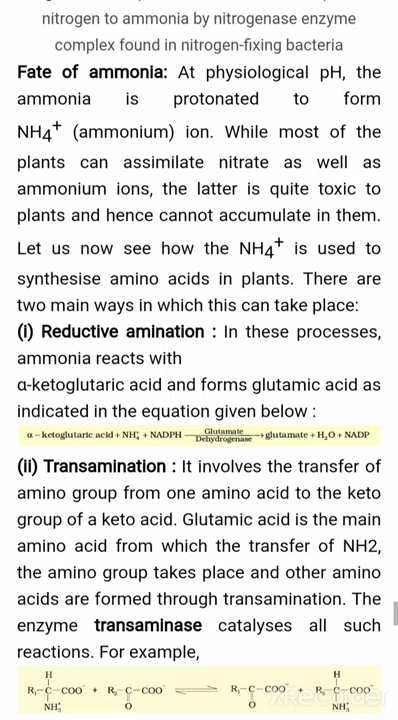 nitrogen to ammonia by nitrogenase enzyme
complex found in nitrogen-fixing bacteria
Fate of ammonia: At physiological pH, the
ammonia is protonated to form
NH4+ (ammonium) ion. While most of the
plants can assimilate nitrate as well as
ammonium ions, the latter is quite toxic to
plants and hence cannot accumulate in them.
Let us now see how the NH4+ is used to
synthesise amino acids in plants. There are
two main ways in which this can take place:
(i) Reductive amination : In these processes,
ammonia reacts with
α-ketoglutaric acid and forms glutamic acid as
indicated in the equation given below :
α – ketoglutaric acid + NH4+ + NADPH Glutamate Dehydrogenase → glutamate + H2O + NADP
(ii) Transamination : It involves the transfer of
amino group from one amino acid to the keto
group of a keto acid. Glutamic acid is the main
amino acid from which the transfer of NH2,
the amino group takes place and other amino
acids are formed through transamination. The
enzyme transaminase catalyses all such
reactions. For example,
H H
R1–C–COO– + R2–C–COO– ⇌ R1–C–COO– + R2–C–COO–
NH3+ O O NH3+